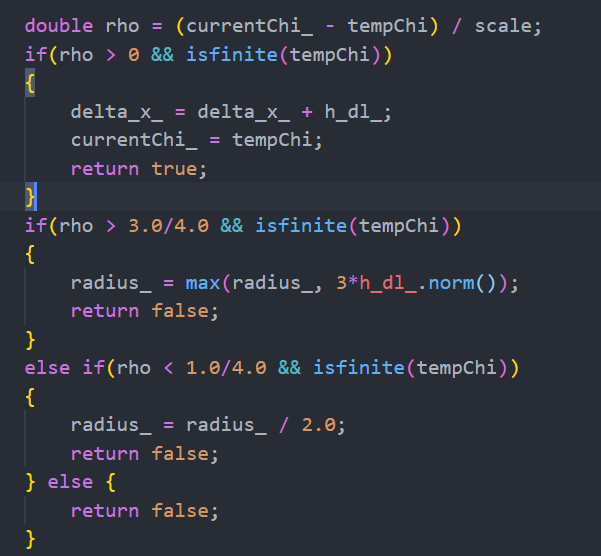 double rho = (currentChi_ - tempChi) / scale;
if(rho > 0 && isfinite(tempChi))
{
    delta_x_ = delta_x_ + h_dl_;
    currentChi_ = tempChi;
    return true;
}
if(rho > 3.0/4.0 && isfinite(tempChi))
{
    radius_ = max(radius_, 3*h_dl_.norm());
    return false;
}
else if(rho < 1.0/4.0 && isfinite(tempChi))
{
    radius_ = radius_ / 2.0;
    return false;
} else {
    return false;
}